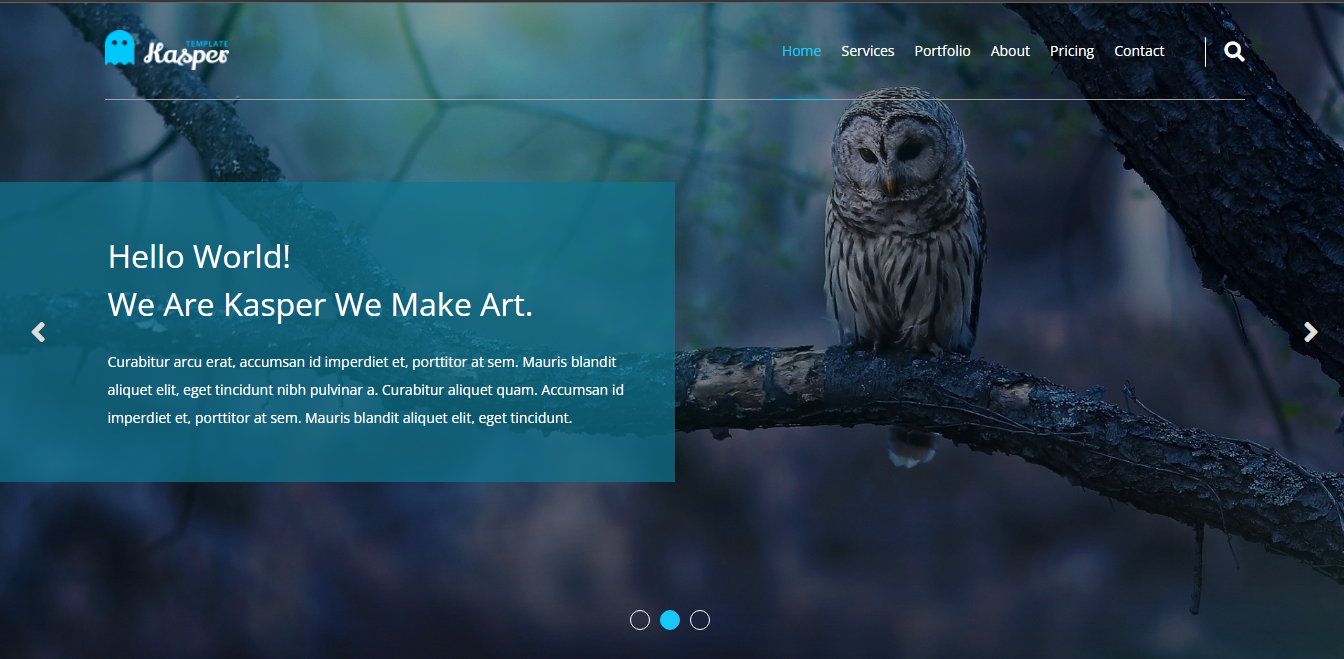 TEMPLATE
Kasper
Home Services Portfolio About Pricing Contact
Hello World!
We Are Kasper We Make Art.
Curabitur arcu erat, accumsan id imperdiet et, porttitor at sem. Mauris blandit
aliquet elit, eget tincidunt nibh pulvinar a. Curabitur aliquet quam. Accumsan id
imperdiet et, porttitor at sem. Mauris blandit aliquet elit, eget tincidunt.